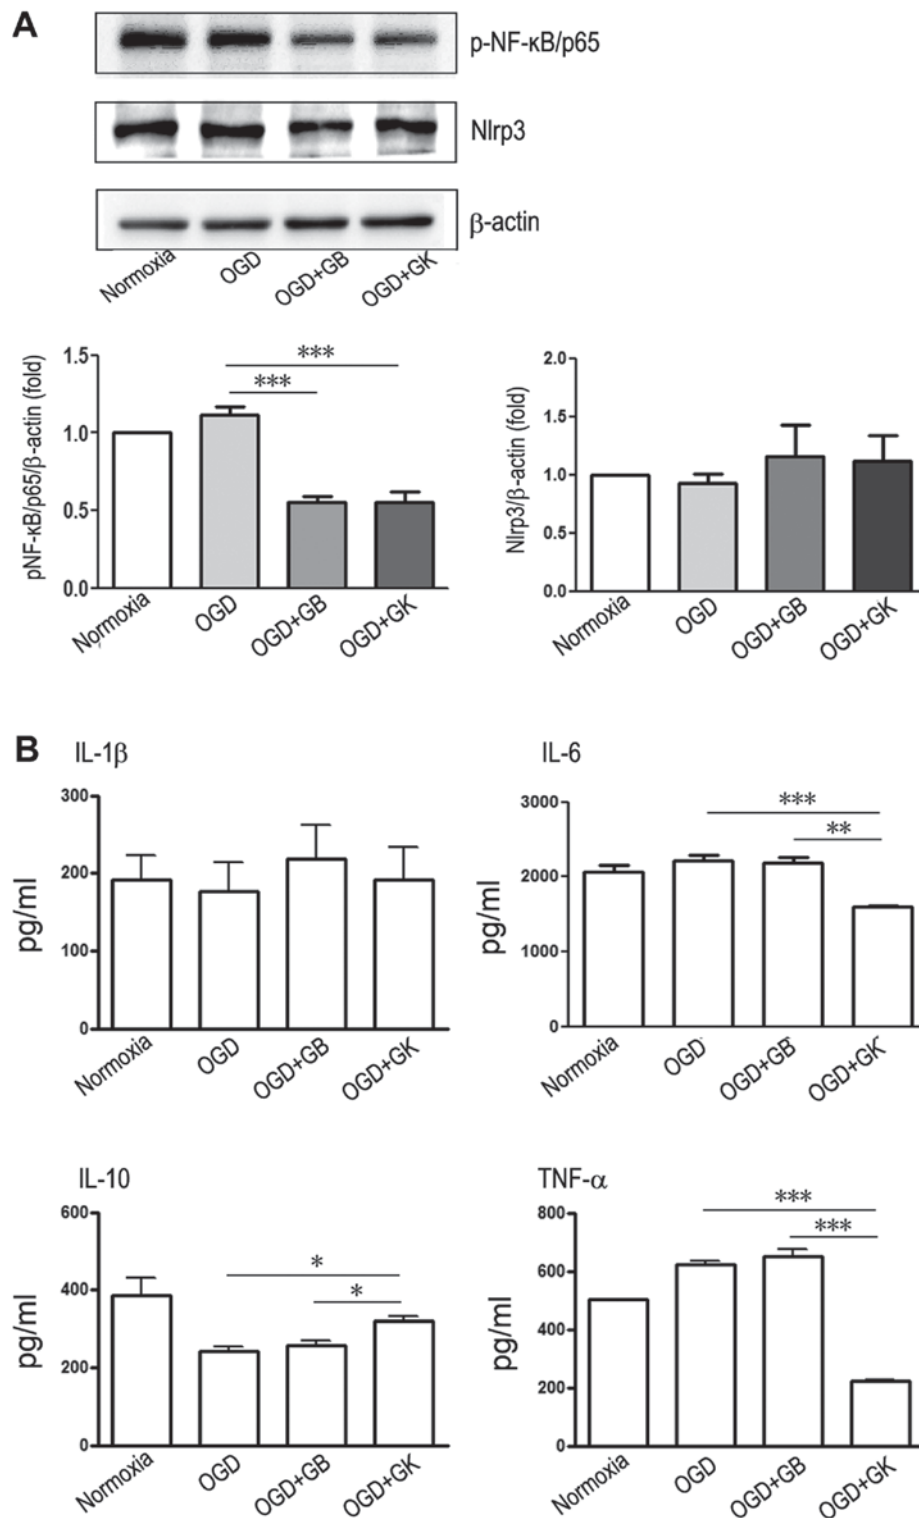 A
p-NF-κB/p65
Nlrp3
β-actin
Normoxia
OGD
OGD+GB
OGD+GK
pNF-κB/p65/β-actin (fold)
1.5
1.0
0.5
0.0
***
***
Normoxia
OGD
OGD+GB
OGD+GK
Nlrp3/β-actin (fold)
2.0
1.5
1.0
0.5
0.0
Normoxia
OGD
OGD+GB
OGD+GK
B
IL-1β
pg/ml
300
200
100
0
Normoxia
OGD
OGD+GB
OGD+GK
IL-6
pg/ml
3000
2000
1000
0
***
**
Normoxia
OGD
OGD+GB
OGD+GK
IL-10
pg/ml
600
400
200
0
*
*
Normoxia
OGD
OGD+GB
OGD+GK
TNF-α
pg/ml
800
600
400
200
0
***
***
Normoxia
OGD
OGD+GB
OGD+GK